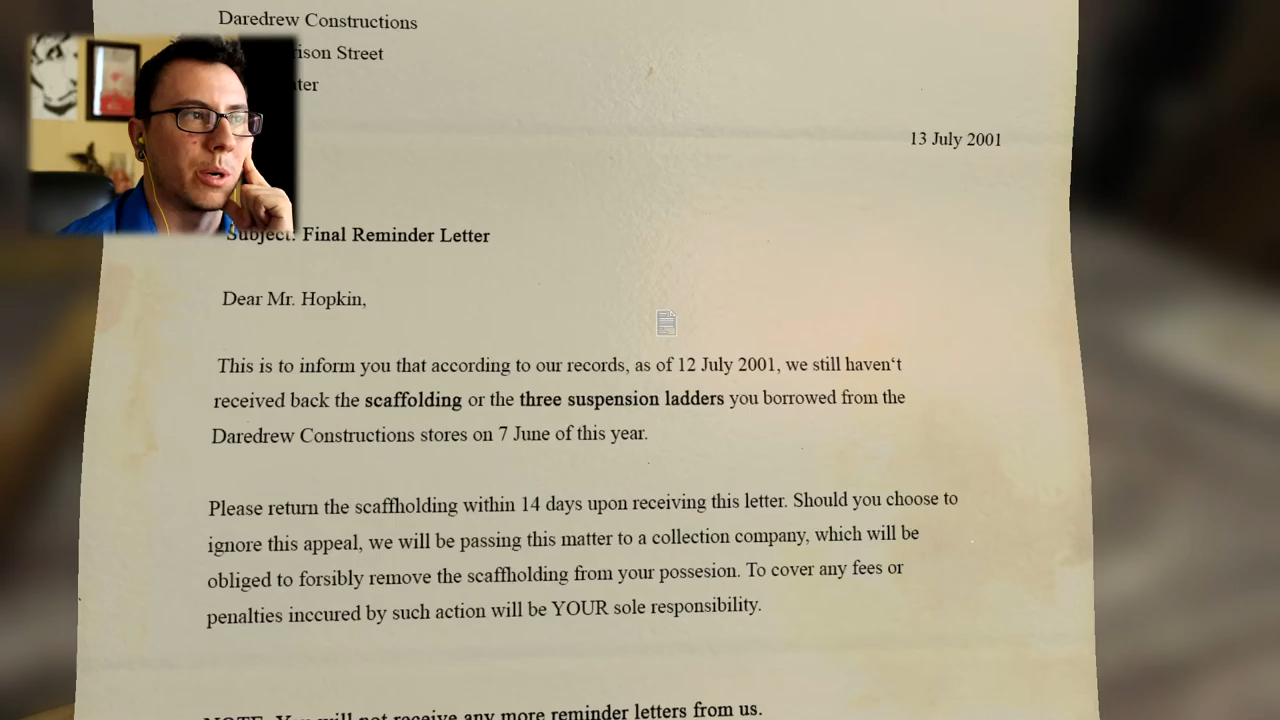 Daredrew Constructions
Street
13 July 2001
Subject: Final Reminder Letter
Dear Mr. Hopkin,
This is to inform you that according to our records, as of 12 July 2001, we still haven‘t
received back the scaffolding or the three suspension ladders you borrowed from the
Daredrew Constructions stores on 7 June of this year.
Please return the scaffholding within 14 days upon receiving this letter. Should you choose to
ignore this appeal, we will be passing this matter to a collection company, which will be
obliged to forsibly remove the scaffholding from your possesion. To cover any fees or
penalties inccured by such action will be YOUR sole responsibility.
NOTE: You will not receive any more reminder letters from us.